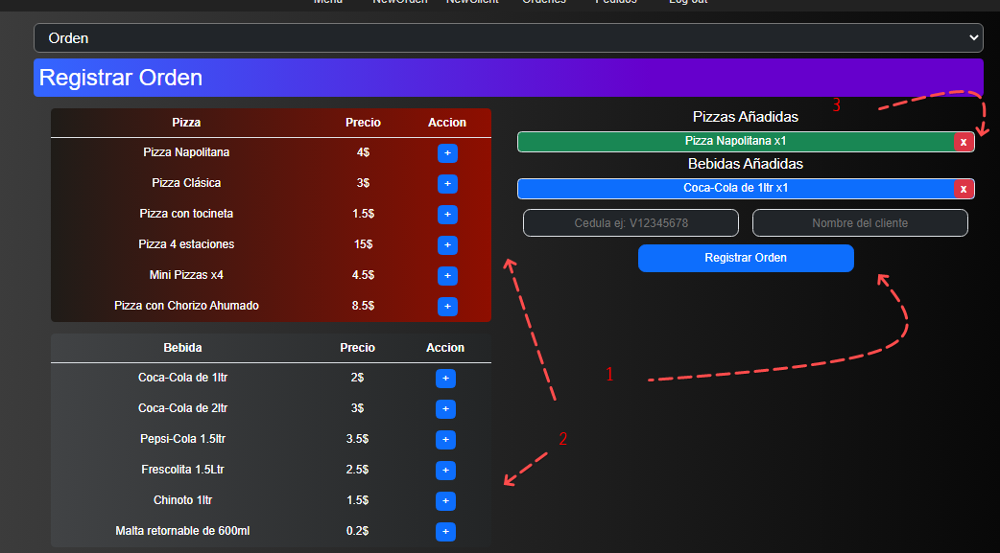 Menu NewOrden NewClient Ordenes Pedidos Log out
Orden
Registrar Orden
Pizza Precio Accion
Pizza Napolitana 4$ +
Pizza Clásica 3$ +
Pizza con tocineta 1.5$ +
Pizza 4 estaciones 15$ +
Mini Pizzas x4 4.5$ +
Pizza con Chorizo Ahumado 8.5$ +
Bebida Precio Accion
Coca-Cola de 1ltr 2$ +
Coca-Cola de 2ltr 3$ +
Pepsi-Cola 1.5ltr 3.5$ +
Frescolita 1.5Ltr 2.5$ +
Chinoto 1ltr 1.5$ +
Malta retornable de 600ml 0.2$ +
3
Pizzas Añadidas
Pizza Napolitana x1 x
Bebidas Añadidas
Coca-Cola de 1ltr x1 x
Cedula ej: V12345678 Nombre del cliente
Registrar Orden
1
2